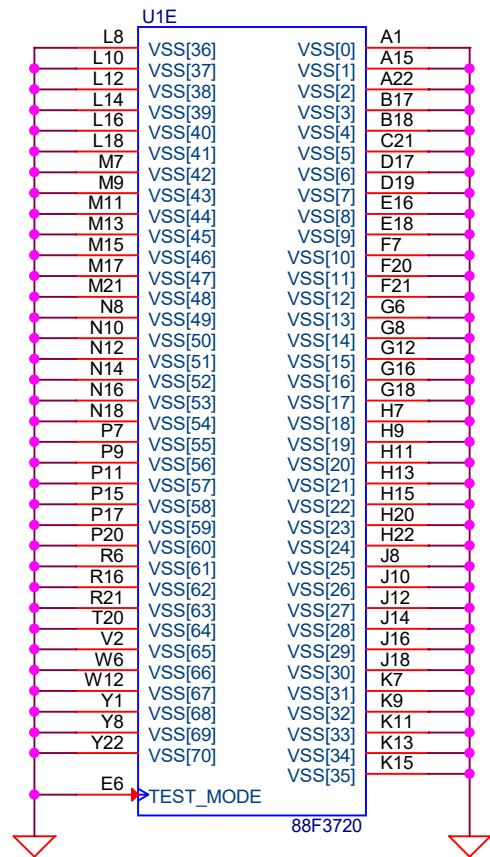 U1E
L8 VSS[36] VSS[0] A1
L10 VSS[37] VSS[1] A15
L12 VSS[38] VSS[2] A22
L14 VSS[39] VSS[3] B17
L16 VSS[40] VSS[4] B18
L18 VSS[41] VSS[5] C21
M7 VSS[42] VSS[6] D17
M9 VSS[43] VSS[7] D19
M11 VSS[44] VSS[8] E16
M13 VSS[45] VSS[9] E18
M15 VSS[46] VSS[10] F7
M17 VSS[47] VSS[11] F20
M21 VSS[48] VSS[12] F21
N8 VSS[49] VSS[13] G6
N10 VSS[50] VSS[14] G8
N12 VSS[51] VSS[15] G12
N14 VSS[52] VSS[16] G16
N16 VSS[53] VSS[17] G18
N18 VSS[54] VSS[18] H7
P7 VSS[55] VSS[19] H9
P9 VSS[56] VSS[20] H11
P11 VSS[57] VSS[21] H13
P15 VSS[58] VSS[22] H15
P17 VSS[59] VSS[23] H20
P20 VSS[60] VSS[24] H22
R6 VSS[61] VSS[25] J8
R16 VSS[62] VSS[26] J10
R21 VSS[63] VSS[27] J12
T20 VSS[64] VSS[28] J14
V2 VSS[65] VSS[29] J16
W6 VSS[66] VSS[30] J18
W12 VSS[67] VSS[31] K7
Y1 VSS[68] VSS[32] K9
Y8 VSS[69] VSS[33] K11
Y22 VSS[70] VSS[34] K13
VSS[35] K15
E6 TEST_MODE
88F3720